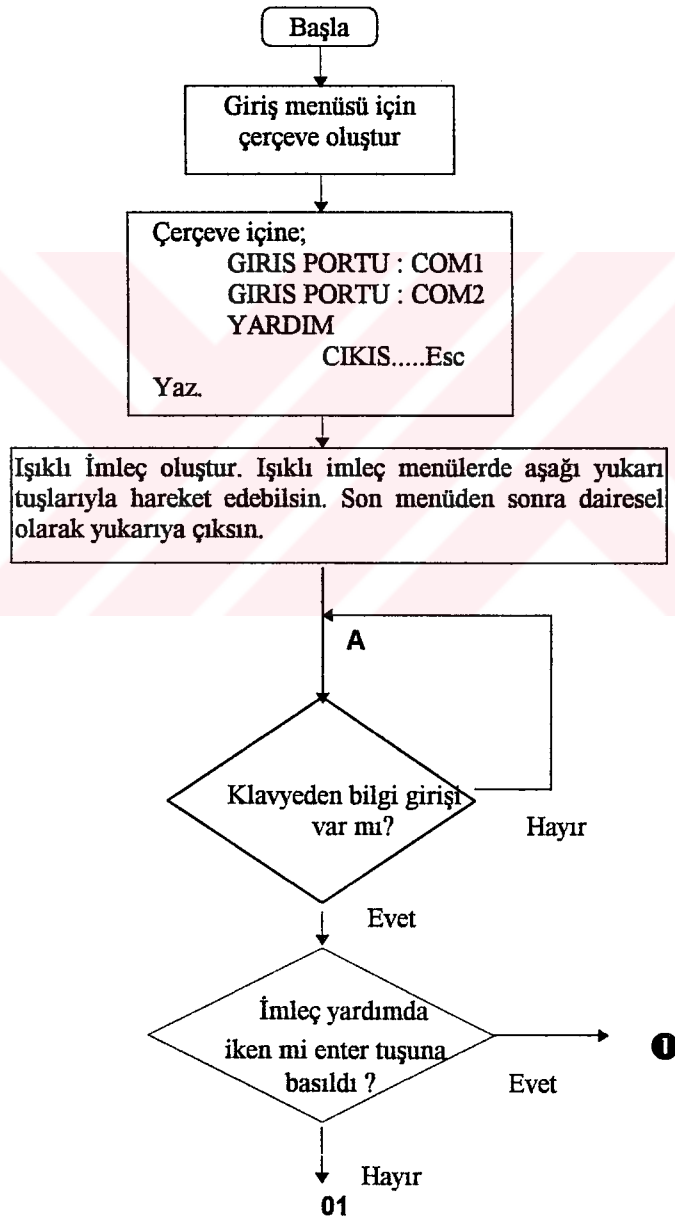 Başla
Giriş menüsü için
çerçeve oluştur
Çerçeve içine;
GIRIS PORTU : COM1
GIRIS PORTU : COM2
YARDIM
CIKIS.....Esc
Yaz.
Işıklı İmleç oluştur. Işıklı imleç menülerde aşağı yukarı
tuşlarıyla hareket edebilsin. Son menüden sonra dairesel
olarak yukarıya çıksın.
A
Klavyeden bilgi girişi
var mı?
Hayır
Evet
İmleç yardımda
iken mi enter tuşuna
basıldı ?
❶
Evet
Hayır
01